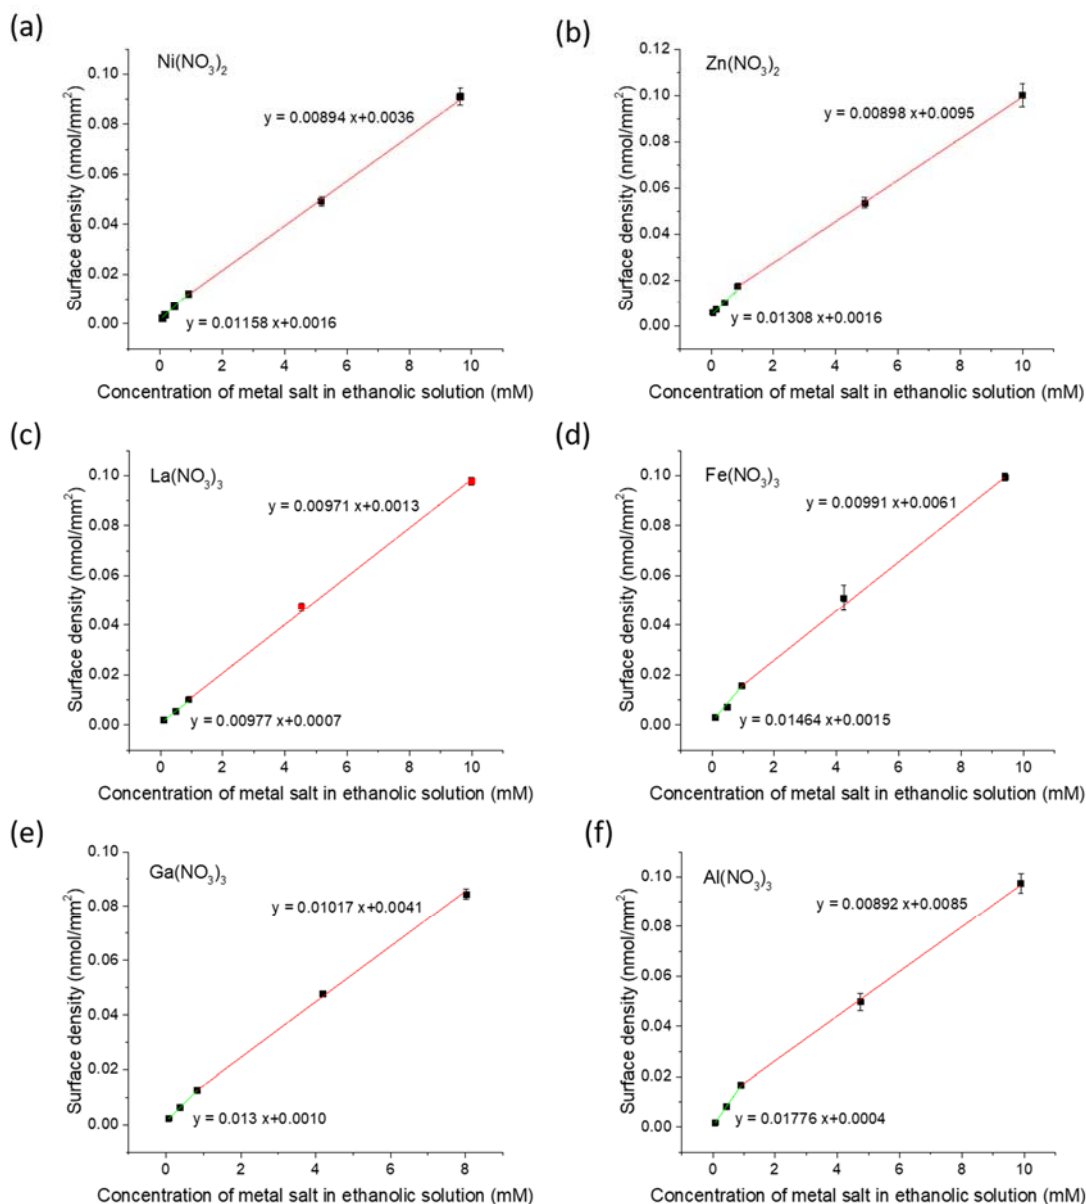 (a)
Ni(NO3)2
y = 0.00894 x+0.0036
y = 0.01158 x+0.0016
0.10
0.08
0.06
0.04
0.02
0.00
Surface density (nmol/mm2)
0 2 4 6 8 10
Concentration of metal salt in ethanolic solution (mM)
(b)
Zn(NO3)2
y = 0.00898 x+0.0095
y = 0.01308 x+0.0016
0.12
0.10
0.08
0.06
0.04
0.02
0.00
Surface density (nmol/mm2)
0 2 4 6 8 10
Concentration of metal salt in ethanolic solution (mM)
(c)
La(NO3)3
y = 0.00971 x+0.0013
y = 0.00977 x+0.0007
0.10
0.08
0.06
0.04
0.02
0.00
Surface density (nmol/mm2)
0 2 4 6 8 10
Concentration of metal salt in ethanolic solution (mM)
(d)
Fe(NO3)3
y = 0.00991 x+0.0061
y = 0.01464 x+0.0015
0.10
0.08
0.06
0.04
0.02
0.00
Surface density (nmol/mm2)
0 2 4 6 8 10
Concentration of metal salt in ethanolic solution (mM)
(e)
Ga(NO3)3
y = 0.01017 x+0.0041
y = 0.013 x+0.0010
0.10
0.08
0.06
0.04
0.02
0.00
Surface density (nmol/mm2)
0 2 4 6 8
Concentration of metal salt in ethanolic solution (mM)
(f)
Al(NO3)3
y = 0.00892 x+0.0085
y = 0.01776 x+0.0004
0.10
0.08
0.06
0.04
0.02
0.00
Surface density (nmol/mm2)
0 2 4 6 8 10
Concentration of metal salt in ethanolic solution (mM)